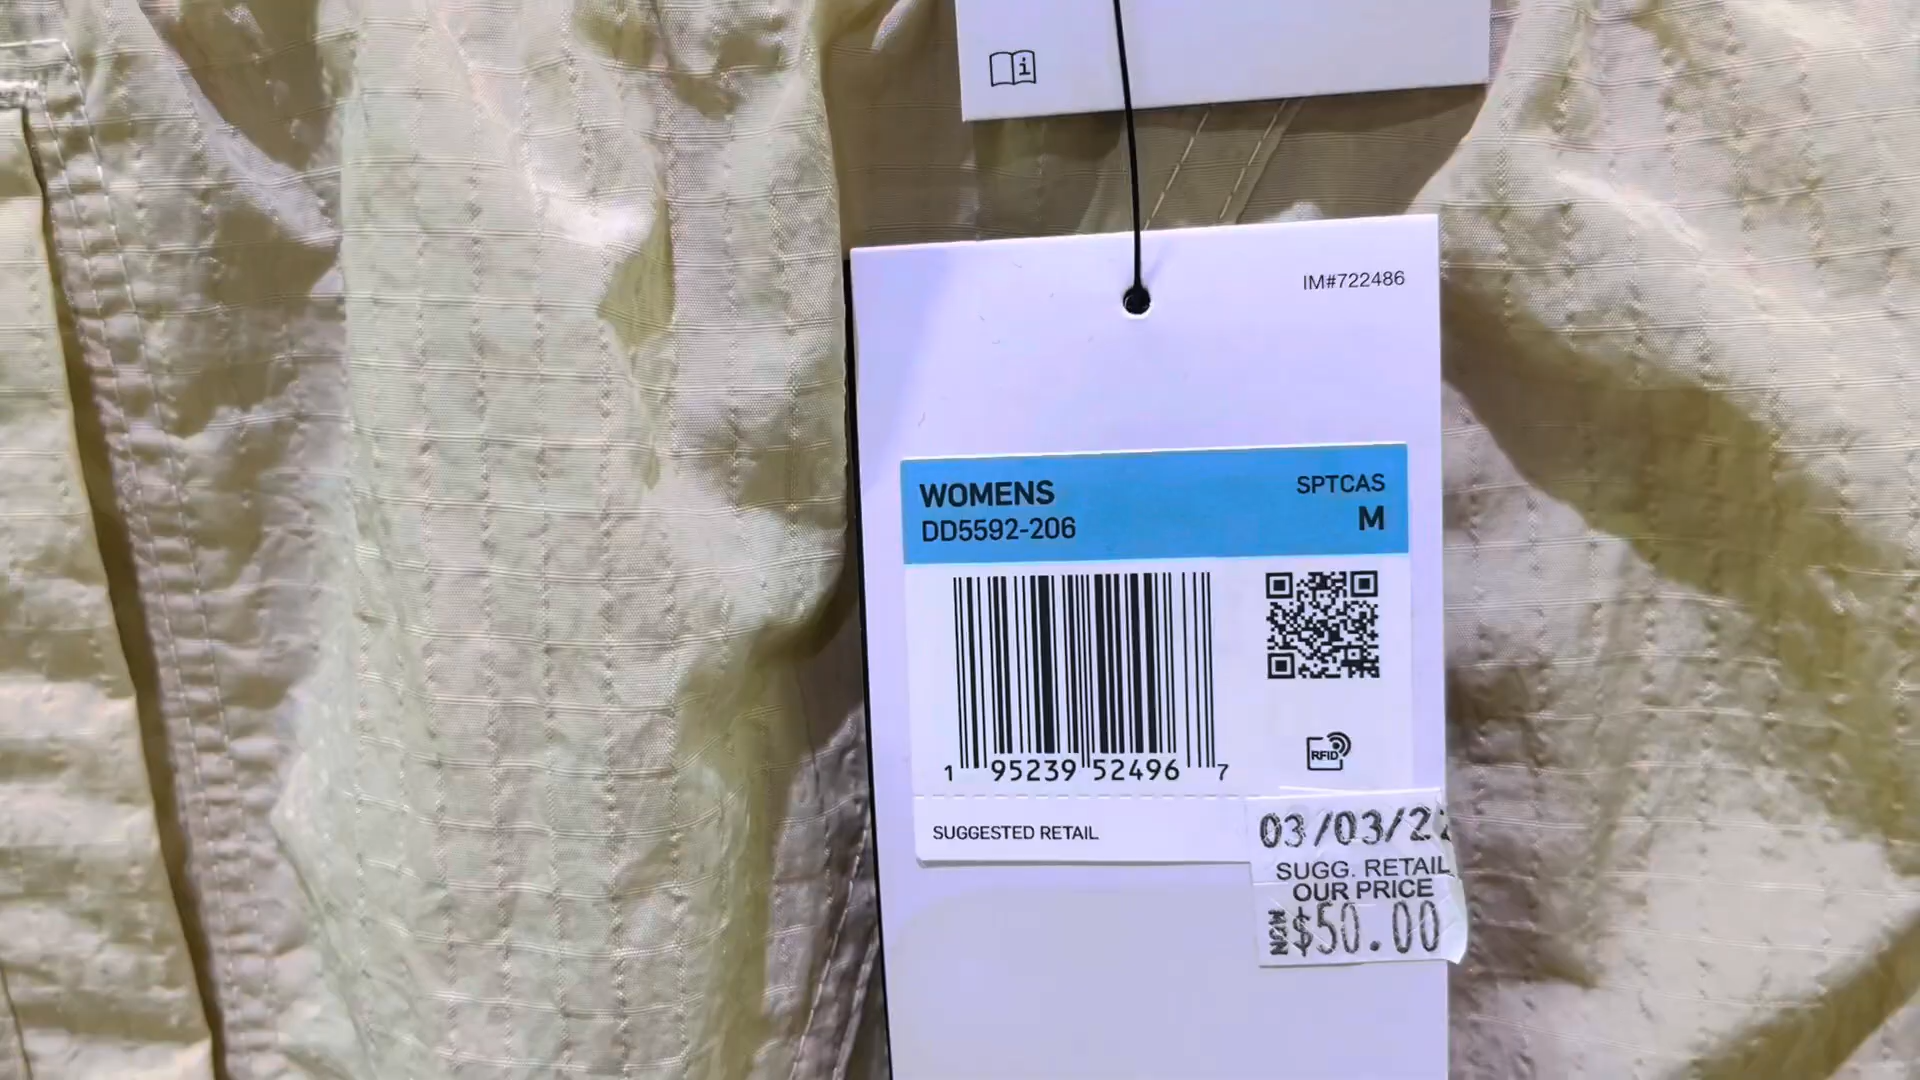 IM#722486
WOMENS
SPTCAS
DD5592-206
M
1 95239 52496 7
RFID
SUGGESTED RETAIL
03/03/22
SUGG. RETAIL
OUR PRICE
$50.00